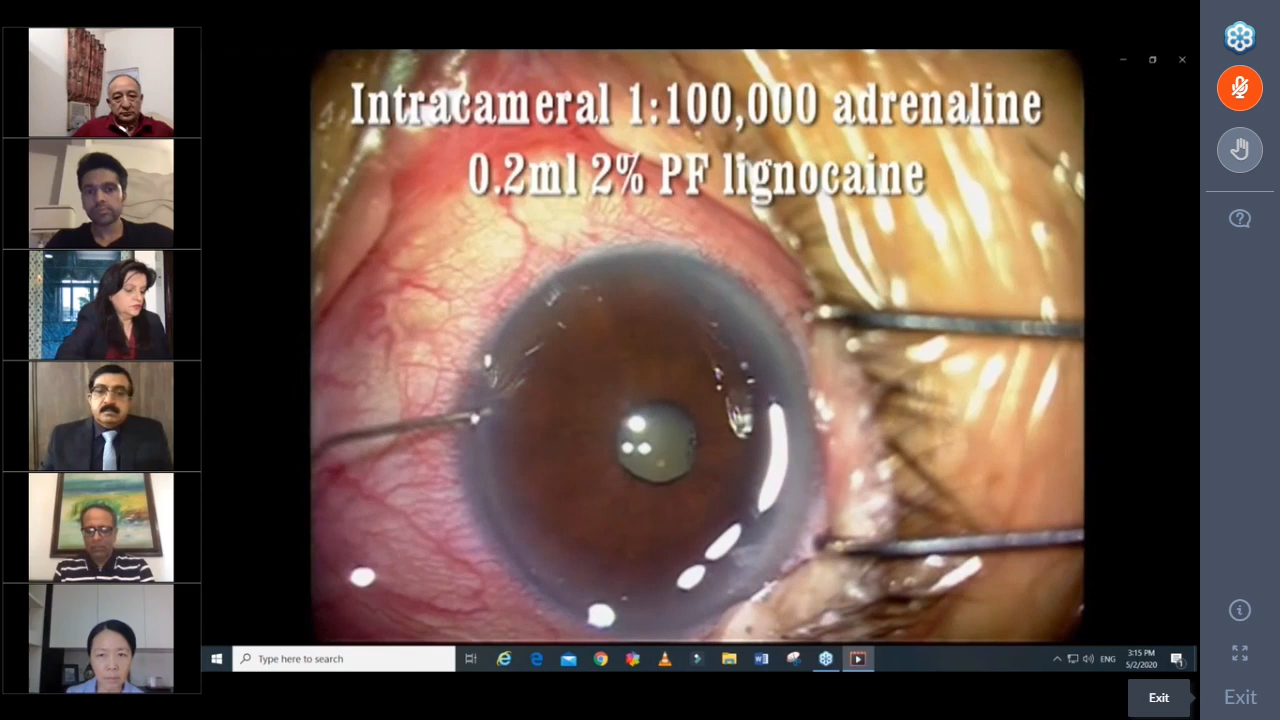 Intracameral 1:100,000 adrenaline
0.2ml 2% PF lignocaine
Type here to search
ENG
3:15 PM
5/2/2020
1
Exit
Exit